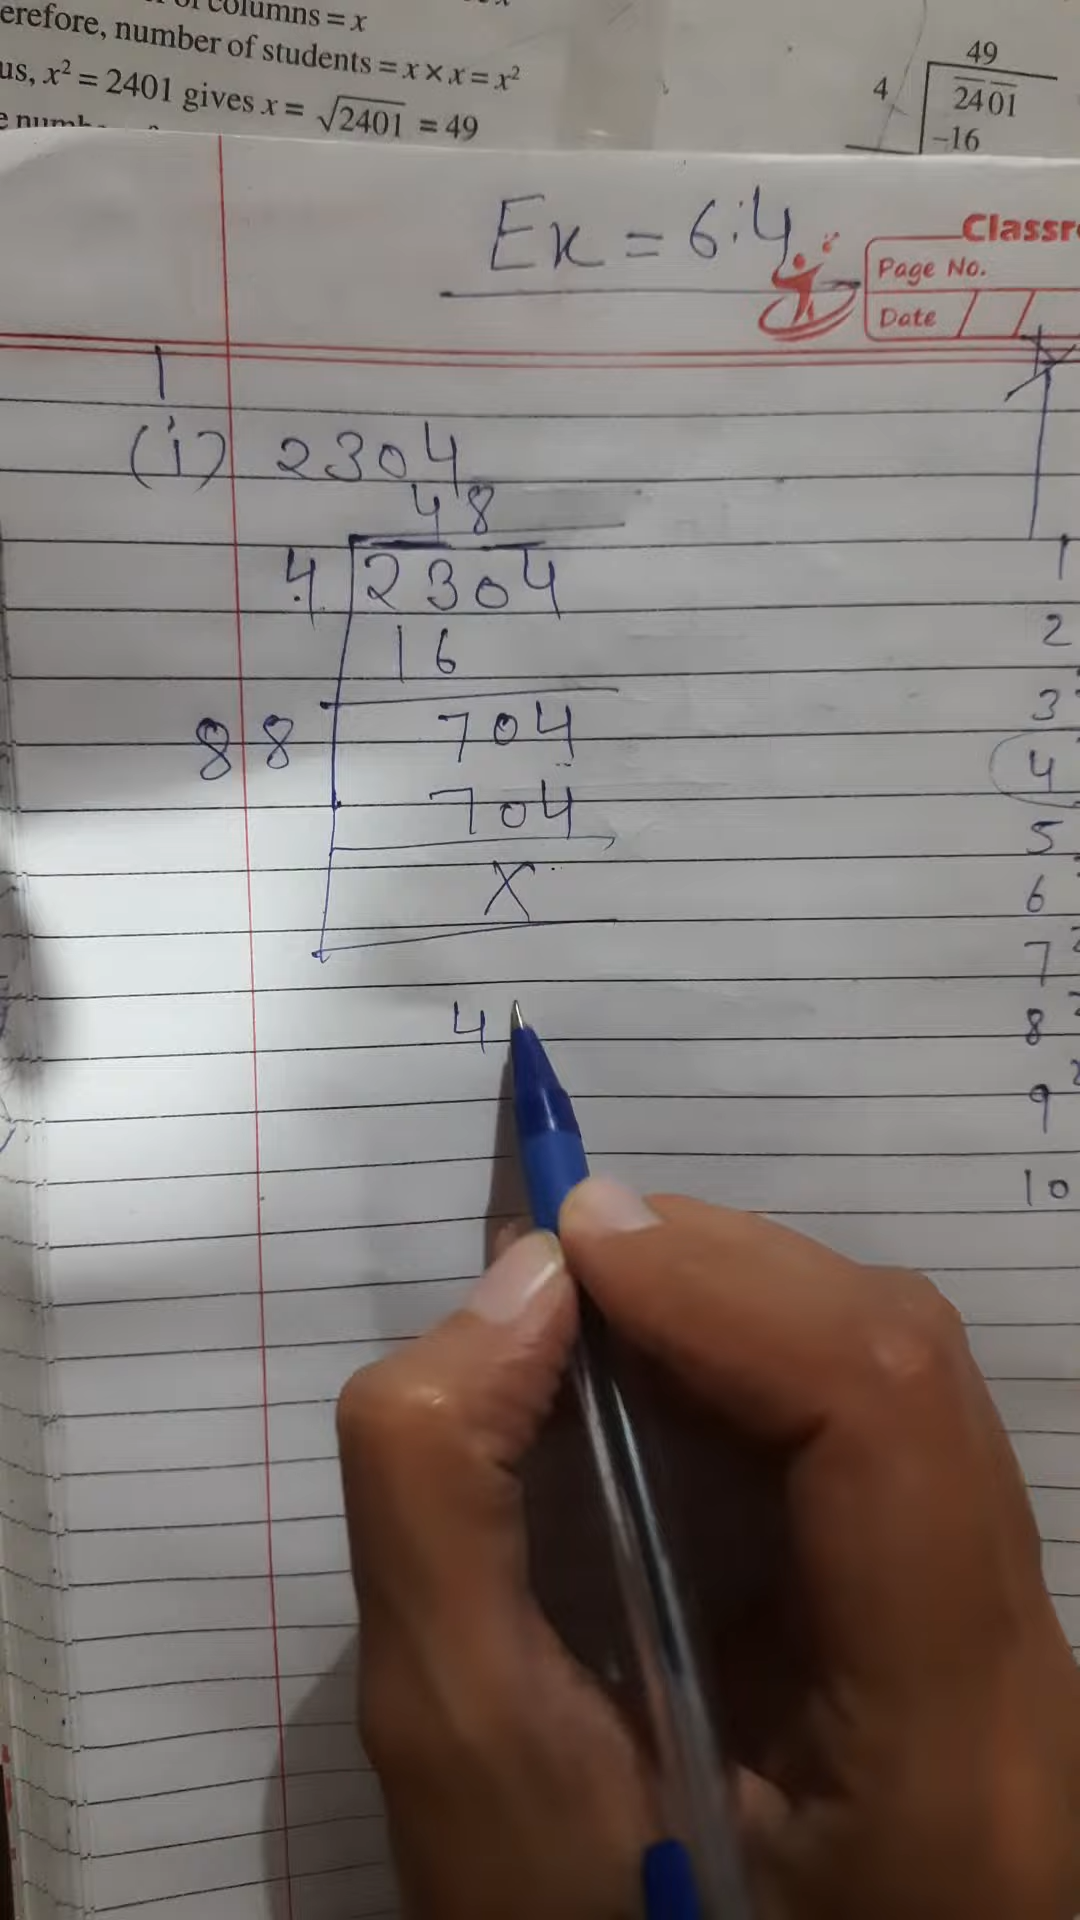 columns = x
erefore, number of students = x × x = x²
us, x² = 2401 gives x = √2401 = 49
49
4 2401
–16
Ex = 6.4
Classr
Page No.
Date / /
1
(i) 2304
48
4 2304
16
88 704
704
X
4
1
2
3
4
5
6
7
8
9
10